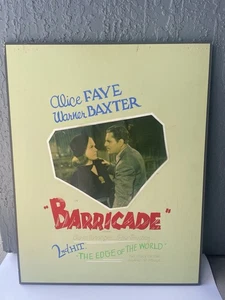 Alice FAYE
Warner BAXTER
"BARRICADE"
2nd HIT.
"THE EDGE OF THE WORLD"